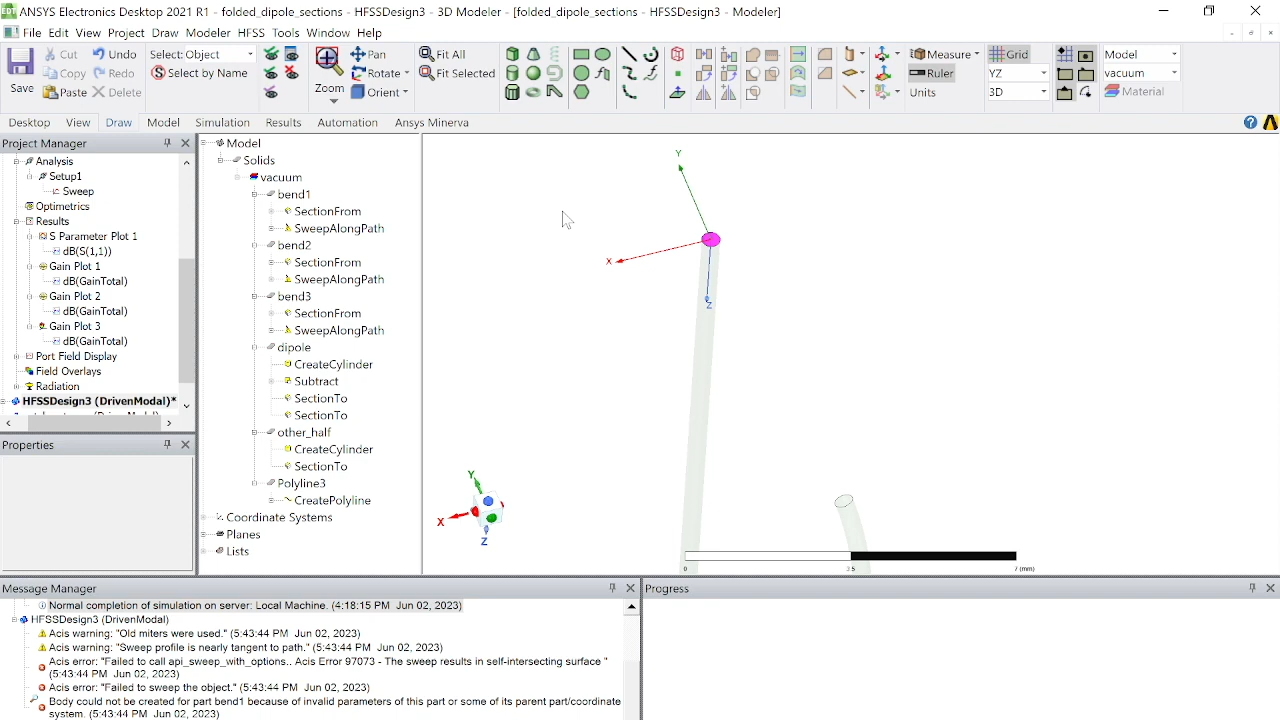 EDT ANSYS Electronics Desktop 2021 R1 - folded_dipole_sections - HFSSDesign3 - 3D Modeler - [folded_dipole_sections - HFSSDesign3 - Modeler]
File Edit View Project Draw Modeler HFSS Tools Window Help
Save
Cut Undo
Copy Redo
Paste Delete
Select: Object
Select by Name
Zoom
Pan
Rotate
Orient
Fit All
Fit Selected
Measure
Ruler
Units
Grid
YZ
3D
Model
vacuum
Material
Desktop View Draw Model Simulation Results Automation Ansys Minerva
Project Manager
Analysis
Setup1
Sweep
Optimetrics
Results
S Parameter Plot 1
dB(S(1,1))
Gain Plot 1
dB(GainTotal)
Gain Plot 2
dB(GainTotal)
Gain Plot 3
dB(GainTotal)
Port Field Display
Field Overlays
Radiation
HFSSDesign3 (DrivenModal)*
Properties
Model
Solids
vacuum
bend1
SectionFrom
SweepAlongPath
bend2
SectionFrom
SweepAlongPath
bend3
SectionFrom
SweepAlongPath
dipole
CreateCylinder
Subtract
SectionTo
SectionTo
other_half
CreateCylinder
SectionTo
Polyline3
CreatePolyline
Coordinate Systems
Planes
Lists
Y
X
Z
Y
X
Z
0 3.5 7 (mm)
Message Manager
Normal completion of simulation on server: Local Machine. (4:18:15 PM Jun 02, 2023)
HFSSDesign3 (DrivenModal)
Acis warning: "Old miters were used." (5:43:44 PM Jun 02, 2023)
Acis warning: "Sweep profile is nearly tangent to path." (5:43:44 PM Jun 02, 2023)
Acis error: "Failed to call api_sweep_with_options.. Acis Error 97073 - The sweep results in self-intersecting surface "
(5:43:44 PM Jun 02, 2023)
Acis error: "Failed to sweep the object." (5:43:44 PM Jun 02, 2023)
Body could not be created for part bend1 because of invalid parameters of this part or some of its parent part/coordinate
system. (5:43:44 PM Jun 02, 2023)
Progress